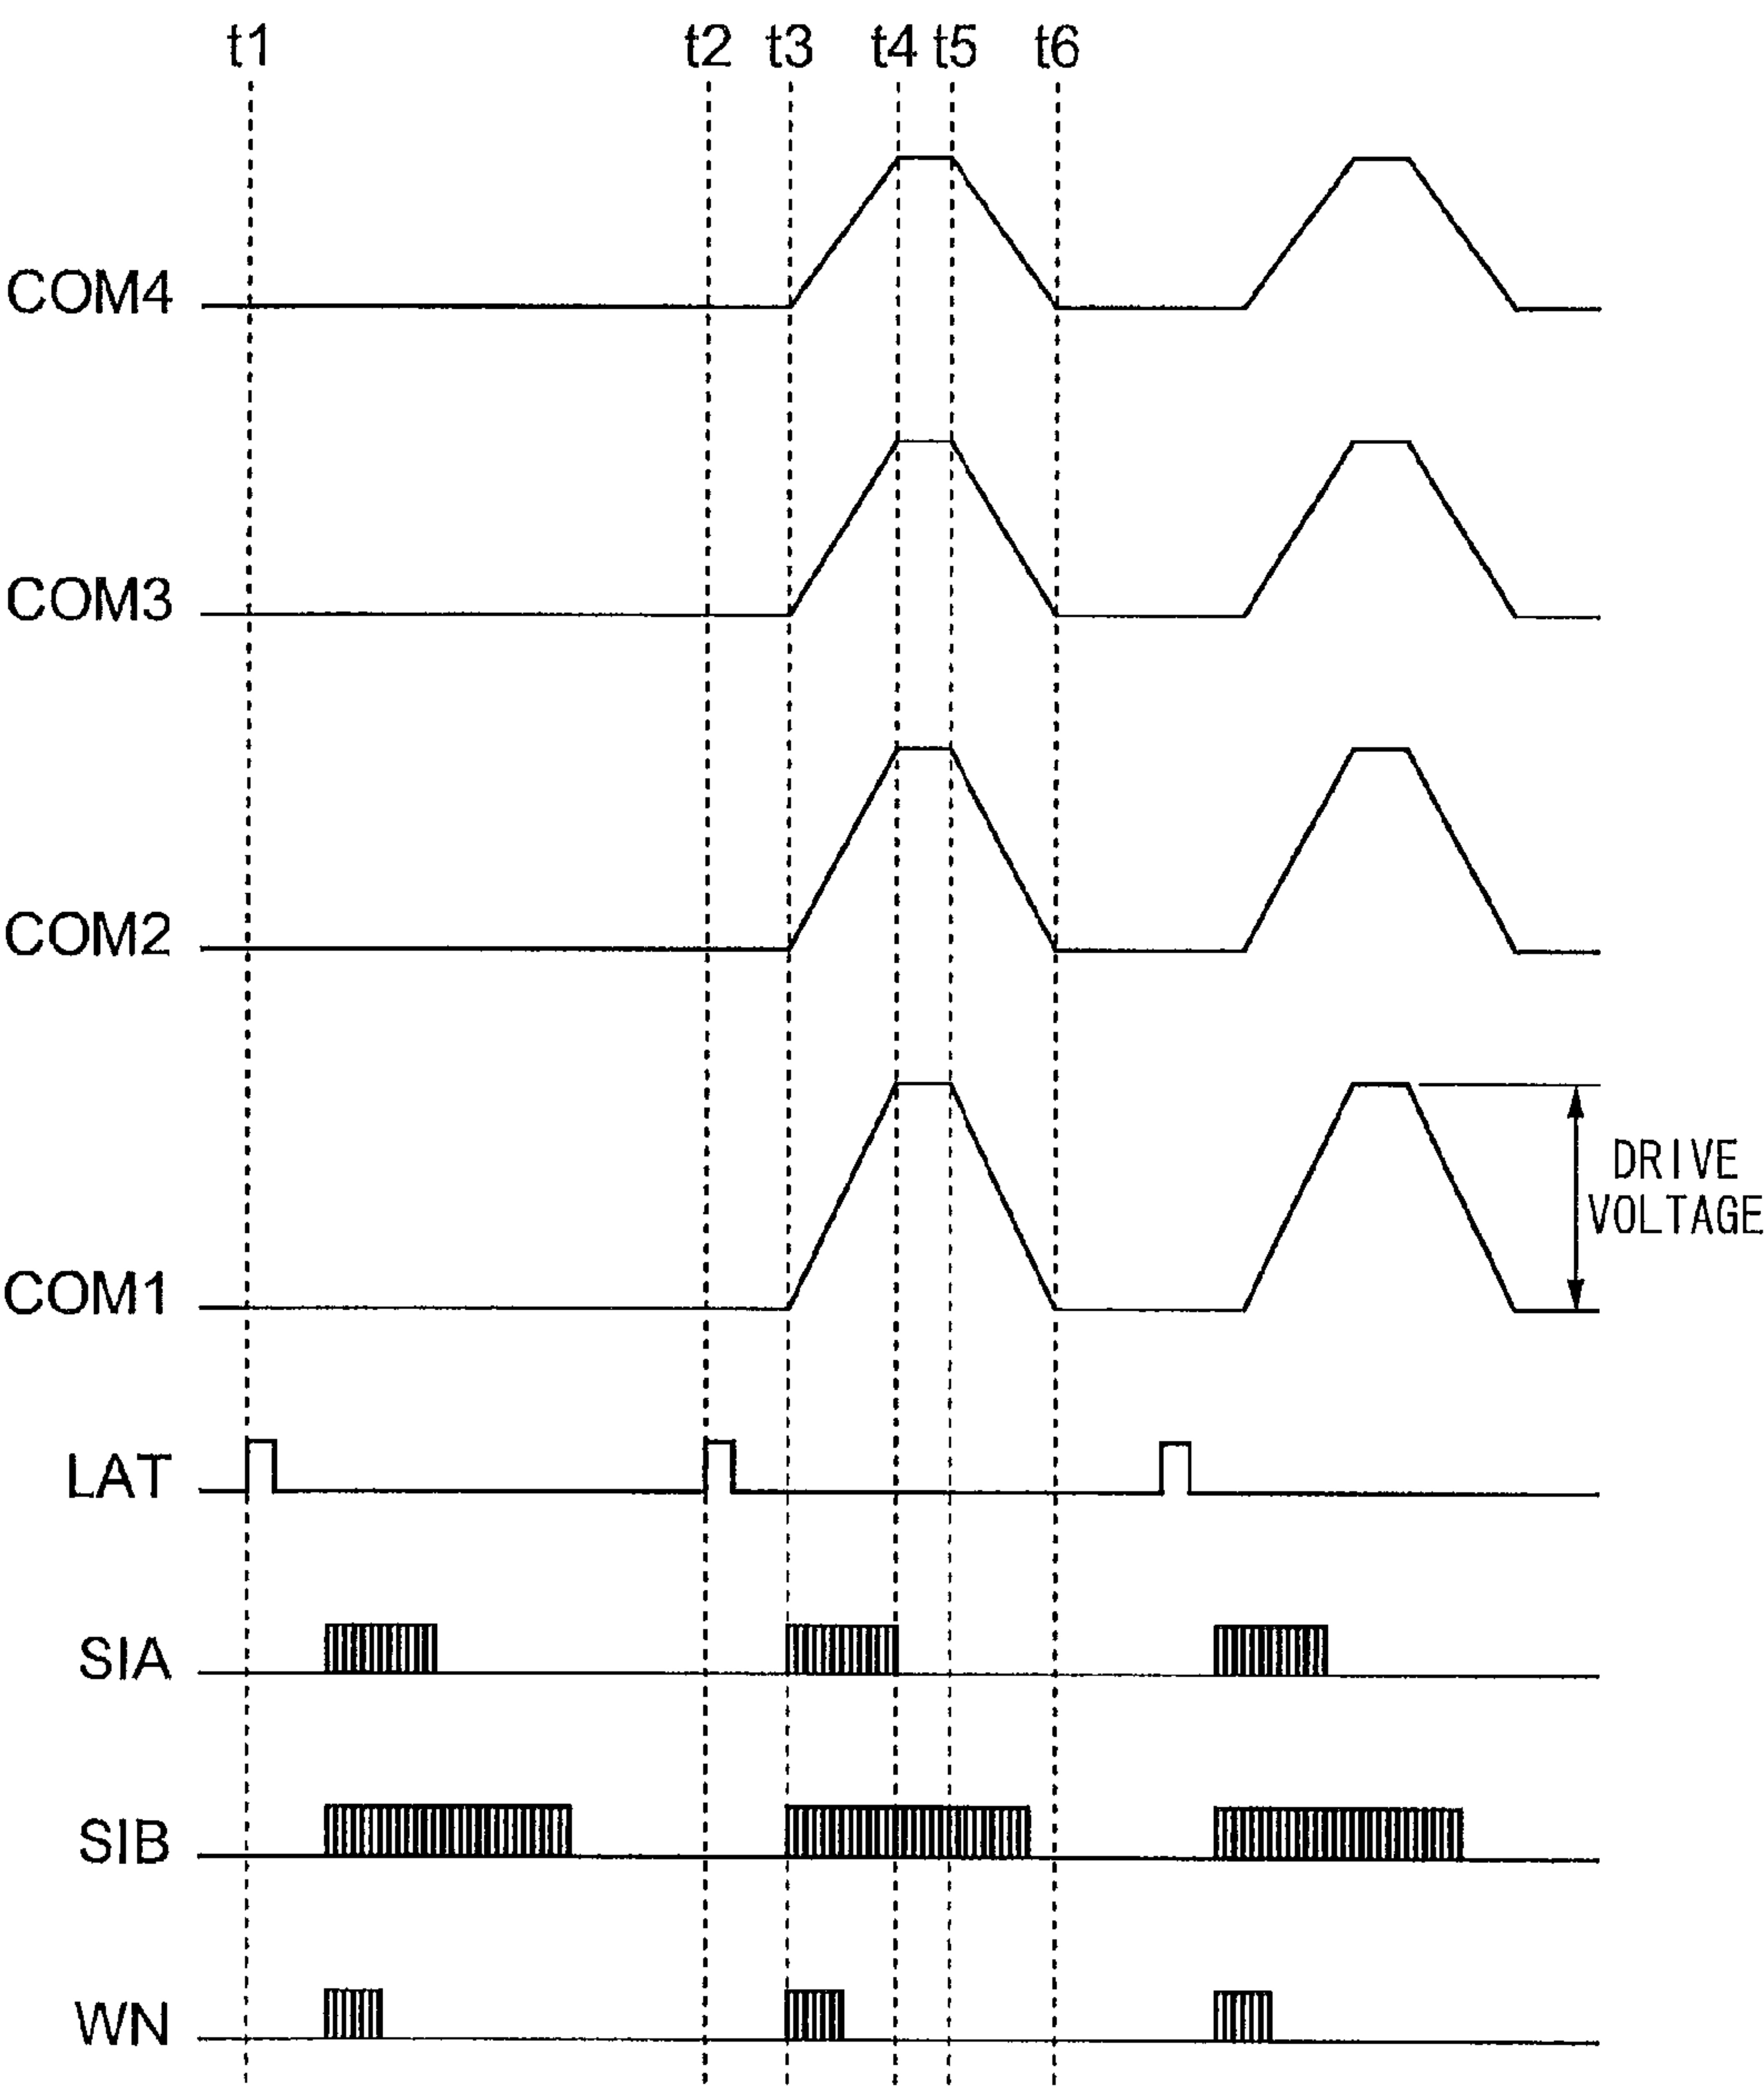 t1 t2 t3 t4 t5 t6
COM4
COM3
COM2
COM1
DRIVE
VOLTAGE
LAT
SIA
SIB
WN